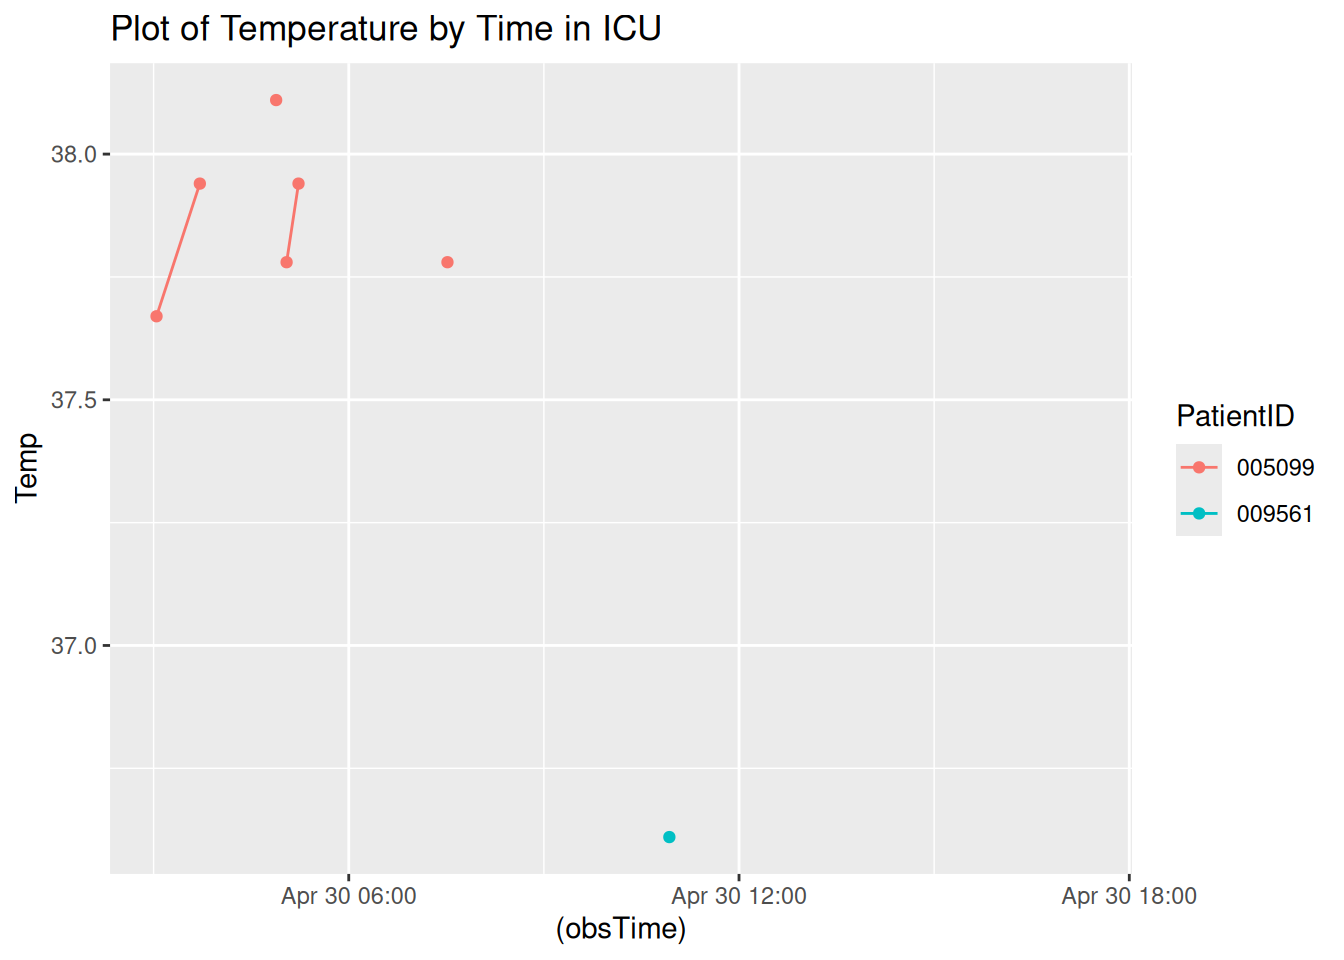 Plot of Temperature by Time in ICU
38.0
37.5
37.0
Temp
Apr 30 06:00
Apr 30 12:00
Apr 30 18:00
(obsTime)
PatientID
005099
009561